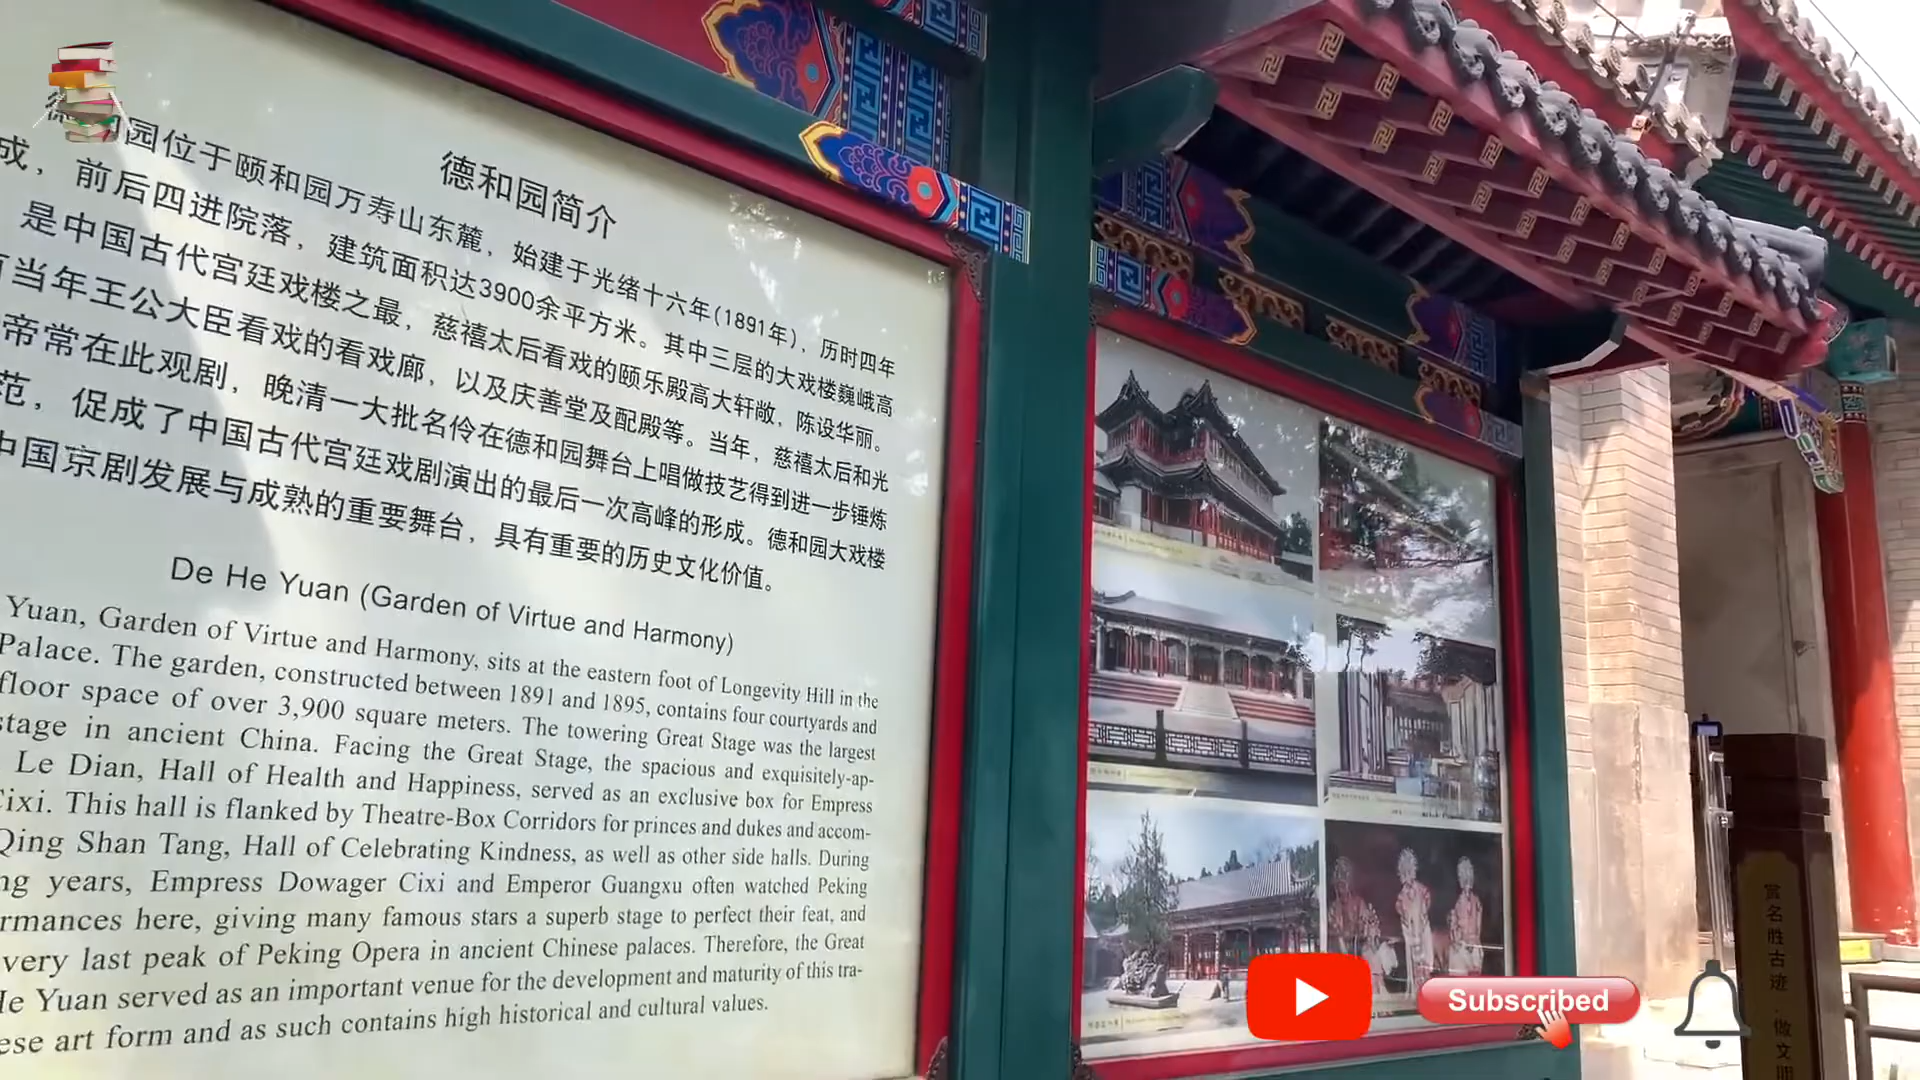 德和园简介
园位于颐和园万寿山东麓，始建于光绪十六年(1891年)，历时四年
成，前后四进院落，建筑面积达3900余平方米。其中三层的大戏楼巍峨高
是中国古代宫廷戏楼之最，慈禧太后看戏的颐乐殿高大轩敞，陈设华丽。
当年王公大臣看戏的看戏廊，以及庆善堂及配殿等。当年，慈禧太后和光
帝常在此观剧，晚清一大批名伶在德和园舞台上唱做技艺得到进一步锤炼
范，促成了中国古代宫廷戏剧演出的最后一次高峰的形成。德和园大戏楼
中国京剧发展与成熟的重要舞台，具有重要的历史文化价值。
De He Yuan (Garden of Virtue and Harmony)
Yuan, Garden of Virtue and Harmony, sits at the eastern foot of Longevity Hill in the
Palace. The garden, constructed between 1891 and 1895, contains four courtyards and
floor space of over 3,900 square meters. The towering Great Stage was the largest
stage in ancient China. Facing the Great Stage, the spacious and exquisitely-ap-
Le Dian, Hall of Health and Happiness, served as an exclusive box for Empress
Cixi. This hall is flanked by Theatre-Box Corridors for princes and dukes and accom-
Qing Shan Tang, Hall of Celebrating Kindness, as well as other side halls. During
ng years, Empress Dowager Cixi and Emperor Guangxu often watched Peking
rmances here, giving many famous stars a superb stage to perfect their feat, and
very last peak of Peking Opera in ancient Chinese palaces. Therefore, the Great
He Yuan served as an important venue for the development and maturity of this tra-
ese art form and as such contains high historical and cultural values.
赏名胜古迹·做文明
Subscribed